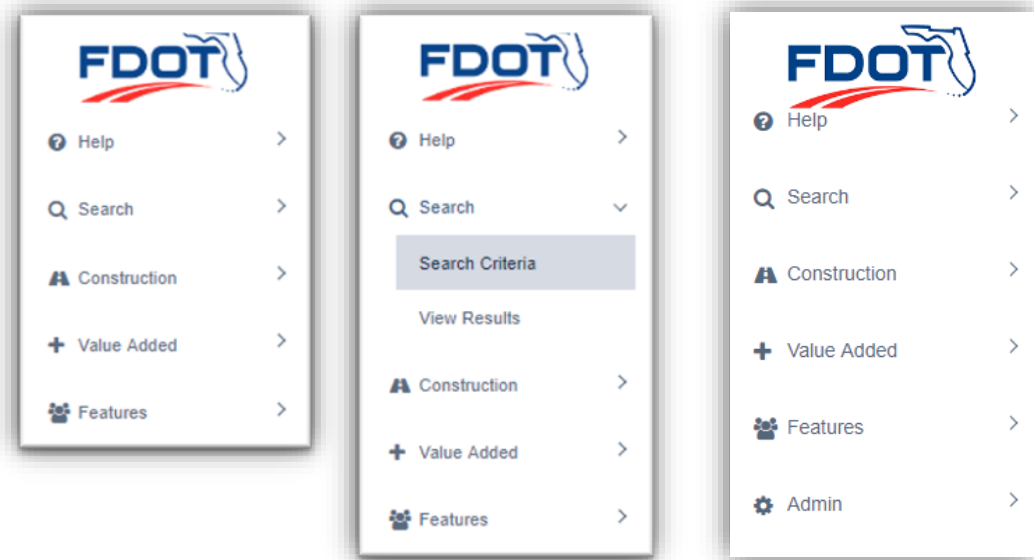 FDOT
Help
Search
Construction
Value Added
Features
FDOT
Help
Search
Search Criteria
View Results
Construction
Value Added
Features
FDOT
Help
Search
Construction
Value Added
Features
Admin